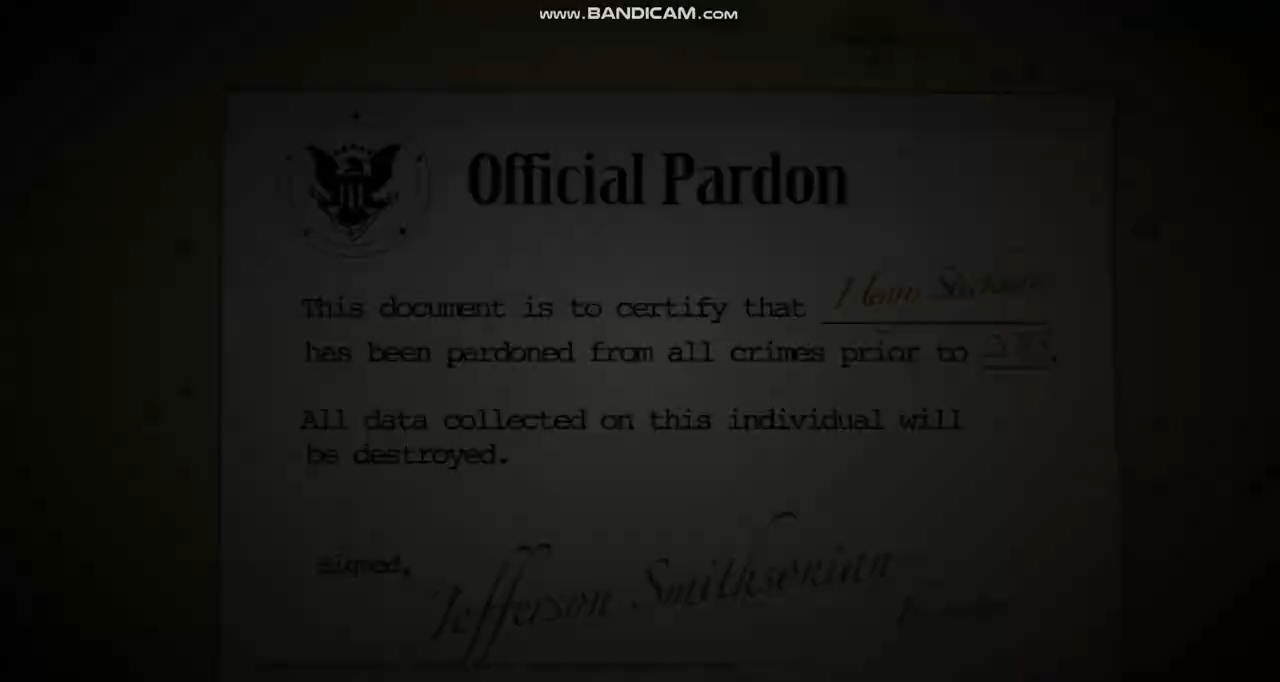 www.BANDICAM.com
Official Pardon
This document is to certify that
has been pardoned from all crimes prior to
All data collected on this individual will
be destroyed.
Signed,
Jefferson Smithsonian